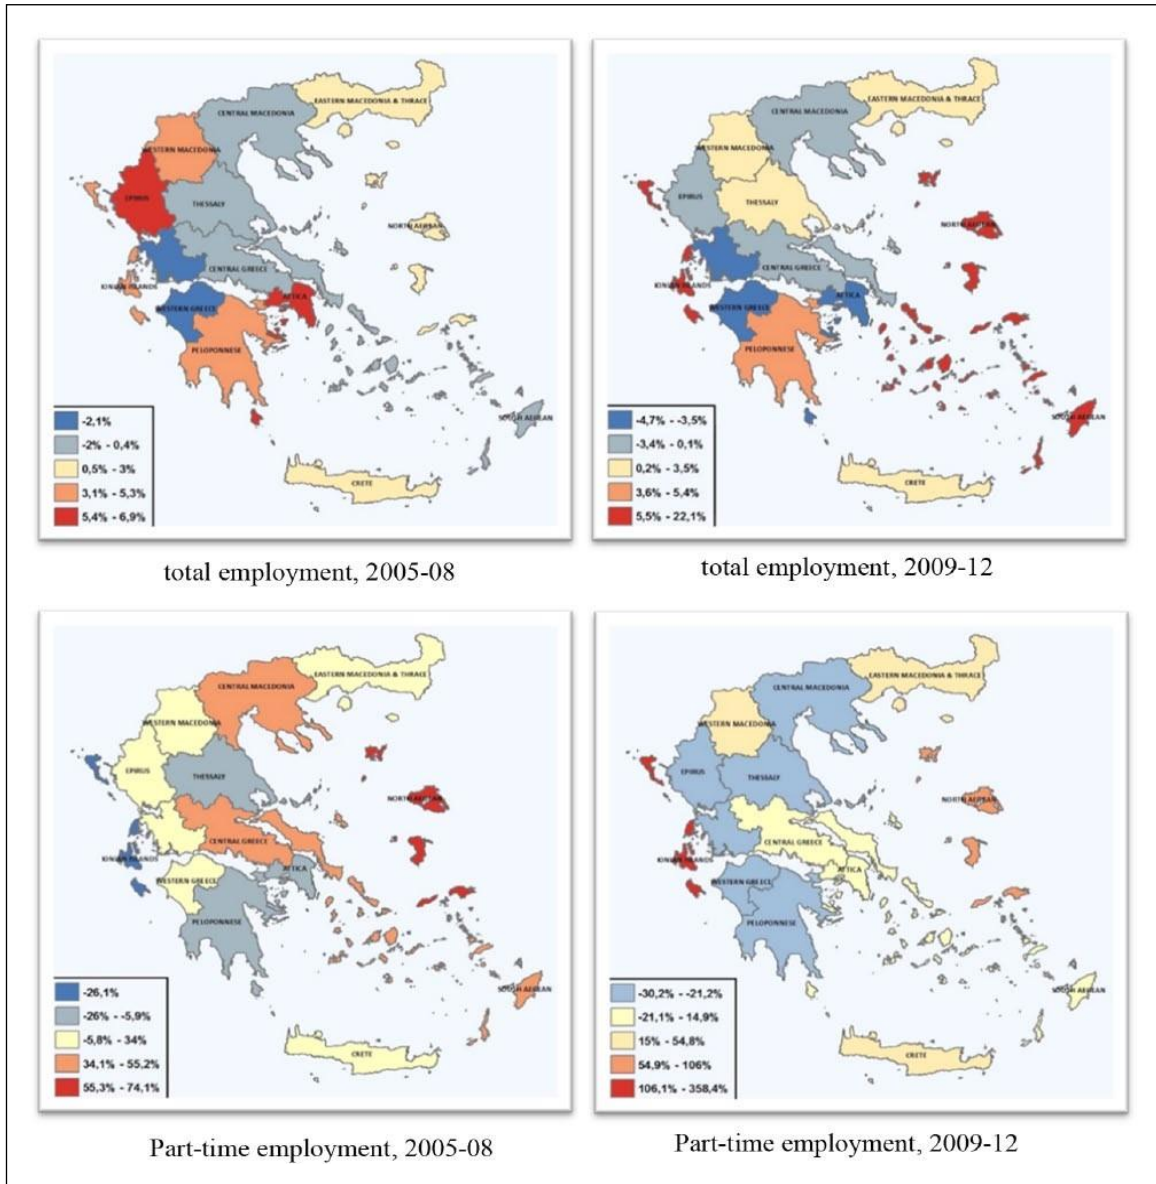 EASTERN MACEDONIA & THRACE
CENTRAL MACEDONIA
WESTERN MACEDONIA
EPIRUS
THESSALY
NORTH AEGEAN
CENTRAL GREECE
IONIAN ISLANDS
ATTICA
WESTERN GREECE
PELOPONNESE
SOUTH AEGEAN
CRETE
-2,1%
-2% - 0,4%
0,5% - 3%
3,1% - 5,3%
5,4% - 6,9%
total employment, 2005-08
EASTERN MACEDONIA & THRACE
CENTRAL MACEDONIA
WESTERN MACEDONIA
EPIRUS
THESSALY
NORTH AEGEAN
CENTRAL GREECE
IONIAN ISLANDS
ATTICA
WESTERN GREECE
PELOPONNESE
SOUTH AEGEAN
CRETE
-4,7% - -3,5%
-3,4% - 0,1%
0,2% - 3,5%
3,6% - 5,4%
5,5% - 22,1%
total employment, 2009-12
EASTERN MACEDONIA & THRACE
CENTRAL MACEDONIA
WESTERN MACEDONIA
EPIRUS
THESSALY
NORTH AEGEAN
CENTRAL GREECE
IONIAN ISLANDS
ATTICA
WESTERN GREECE
PELOPONNESE
SOUTH AEGEAN
CRETE
-26,1%
-26% - -5,9%
-5,8% - 34%
34,1% - 55,2%
55,3% - 74,1%
Part-time employment, 2005-08
EASTERN MACEDONIA & THRACE
CENTRAL MACEDONIA
WESTERN MACEDONIA
EPIRUS
THESSALY
NORTH AEGEAN
CENTRAL GREECE
IONIAN ISLANDS
ATTICA
WESTERN GREECE
PELOPONNESE
SOUTH AEGEAN
CRETE
-30,2% - -21,2%
-21,1% - 14,9%
15% - 54,8%
54,9% - 106%
106,1% - 358,4%
Part-time employment, 2009-12